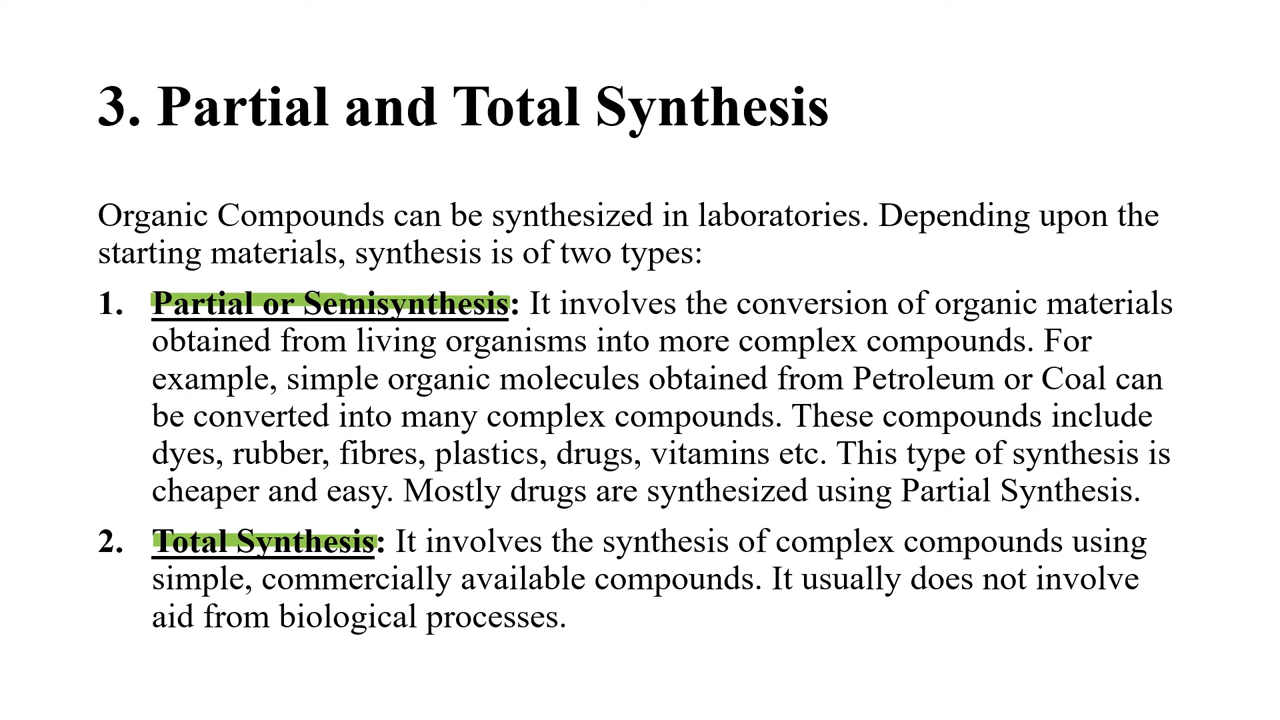 3. Partial and Total Synthesis
Organic Compounds can be synthesized in laboratories. Depending upon the
starting materials, synthesis is of two types:
1. Partial or Semisynthesis: It involves the conversion of organic materials
obtained from living organisms into more complex compounds. For
example, simple organic molecules obtained from Petroleum or Coal can
be converted into many complex compounds. These compounds include
dyes, rubber, fibres, plastics, drugs, vitamins etc. This type of synthesis is
cheaper and easy. Mostly drugs are synthesized using Partial Synthesis.
2. Total Synthesis: It involves the synthesis of complex compounds using
simple, commercially available compounds. It usually does not involve
aid from biological processes.